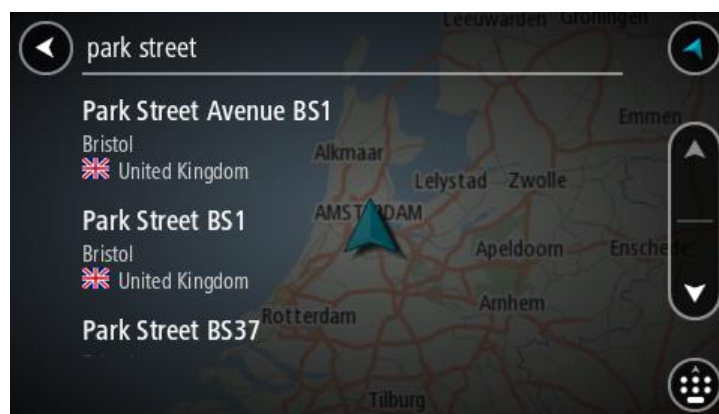 Leeuwarden Groningen
park street
Park Street Avenue BS1
Emmen
Bristol
Alkmaar
United Kingdom
Lelystad Zwolle
Park Street BS1
AMSTERDAM
Bristol
Apeldoorn
Enschede
United Kingdom
Arnhem
Park Street BS37
Rotterdam
Tilburg